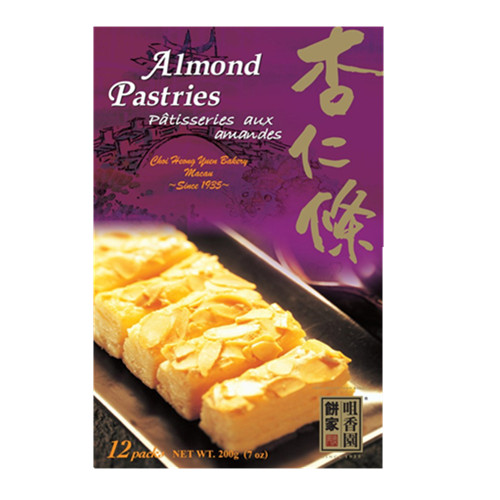 Almond
Pastries
Pâtisseries aux
amandes
Choi Heong Yuen Bakery
Macau
~Since 1935~
杏仁條
咀香園
餅家
12 packs NET WT. 200g (7 oz)